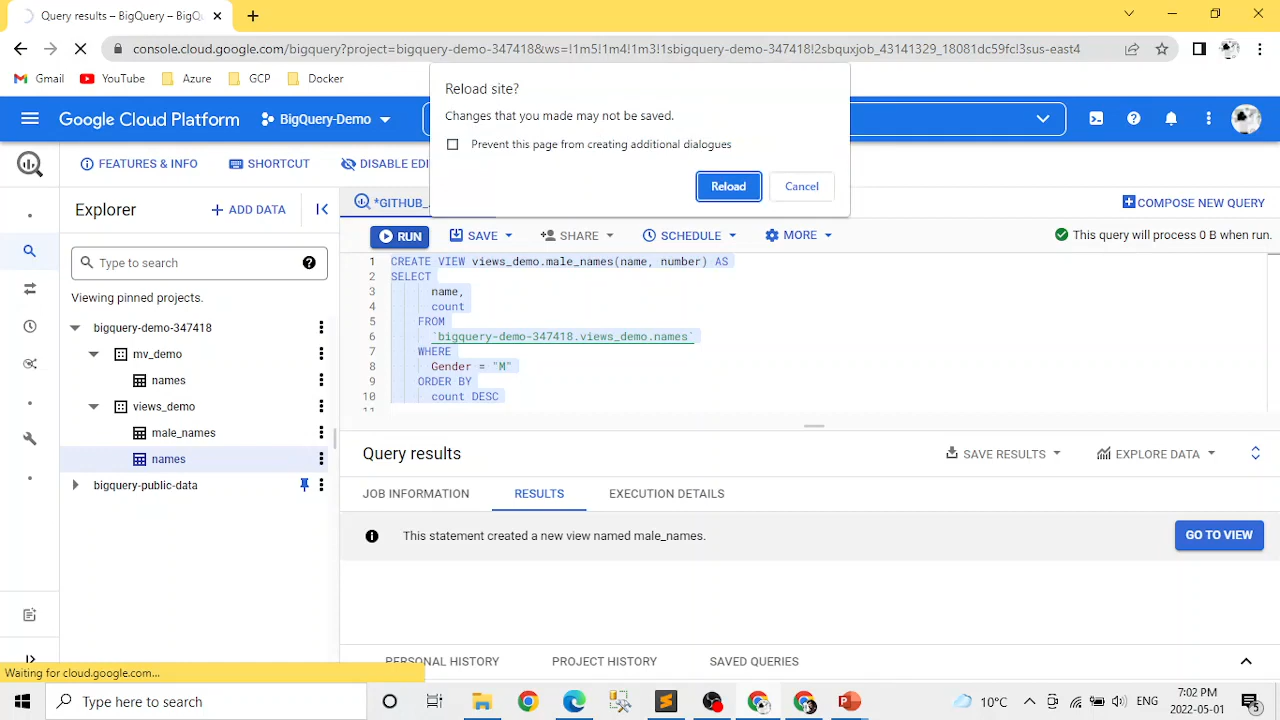 Query results – BigQ
console.cloud.google.com/bigquery?project=bigquery-demo-347418&ws=!1m5!1m4!1m3!1sbigquery-demo-347418!2sbquxjob_43141329_18081dc59fc!3sus-east4
Gmail YouTube Azure GCP Docker
Reload site?
Changes that you made may not be saved.
Prevent this page from creating additional dialogues
Reload Cancel
Google Cloud Platform BigQuery-Demo
FEATURES & INFO SHORTCUT DISABLE EDI
Explorer + ADD DATA *GITHUB_ COMPOSE NEW QUERY
RUN SAVE SHARE SCHEDULE MORE This query will process 0 B when run.
Type to search
Viewing pinned projects.
bigquery-demo-347418
mv_demo
names
views_demo
male_names
names
bigquery-public-data
1 CREATE VIEW views_demo.male_names(name, number) AS
2 SELECT
3 name,
4 count
5 FROM
6 `bigquery-demo-347418.views_demo.names`
7 WHERE
8 Gender = "M"
9 ORDER BY
10 count DESC
11
Query results SAVE RESULTS EXPLORE DATA
JOB INFORMATION RESULTS EXECUTION DETAILS
This statement created a new view named male_names. GO TO VIEW
PERSONAL HISTORY PROJECT HISTORY SAVED QUERIES
Waiting for cloud.google.com...
Type here to search 10°C ENG 7:02 PM
2022-05-01 5